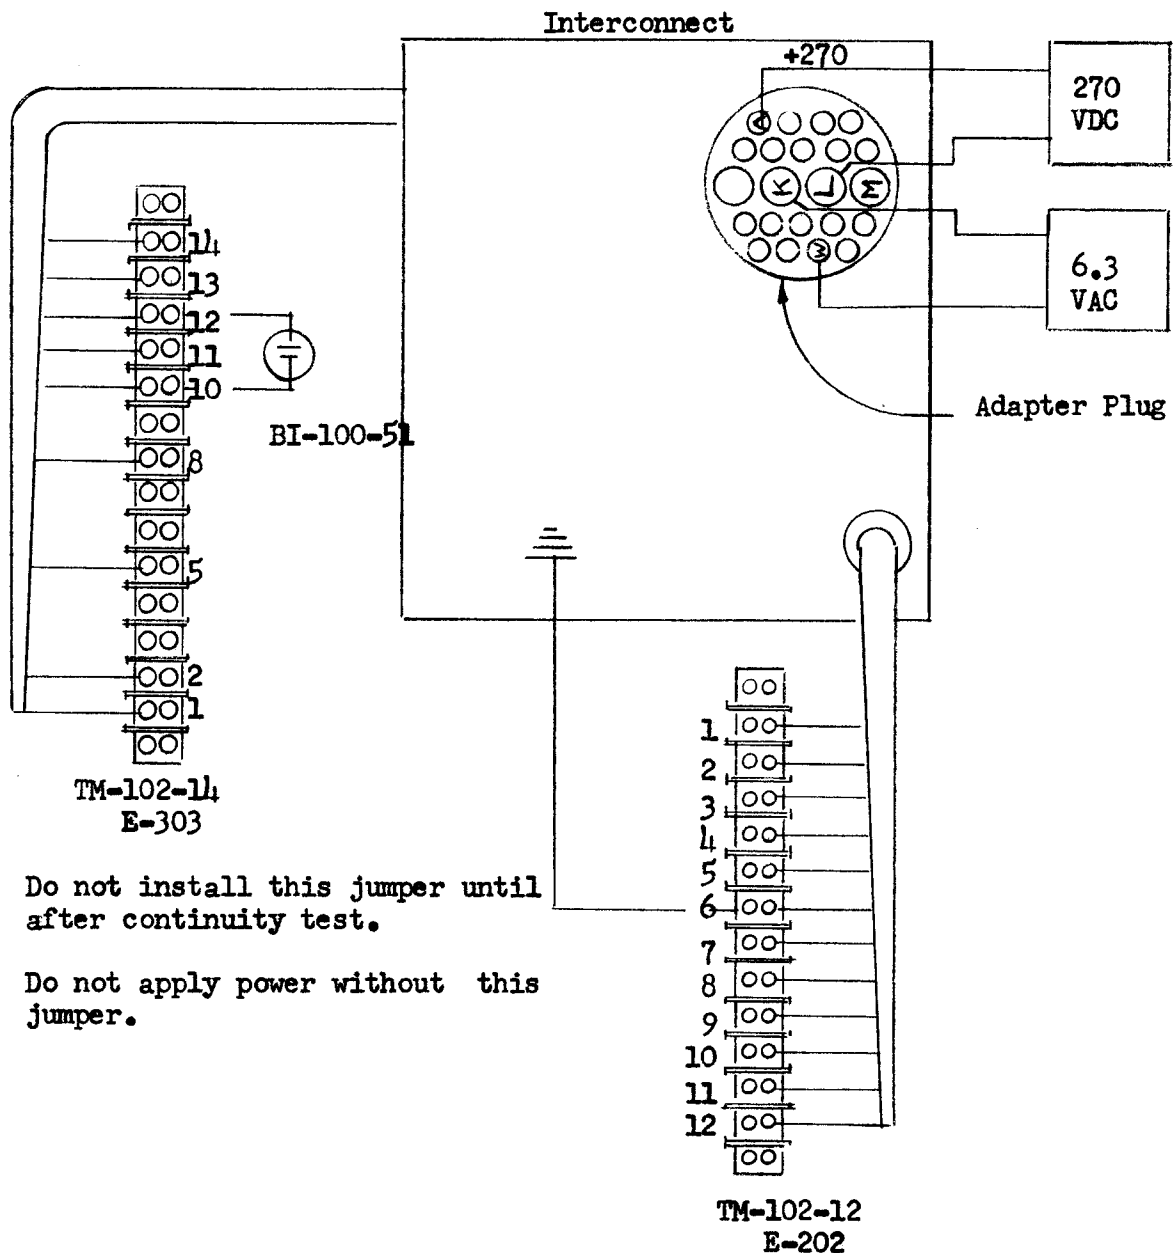 Interconnect
+270
270
VDC
A
K L M
W
6.3
VAC
Adapter Plug
14
13
12
11
10
8
5
2
1
BI-100-51
TM-102-14
E-303
Do not install this jumper until
after continuity test.
Do not apply power without this
jumper.
1
2
3
4
5
6
7
8
9
10
11
12
TM-102-12
E-202